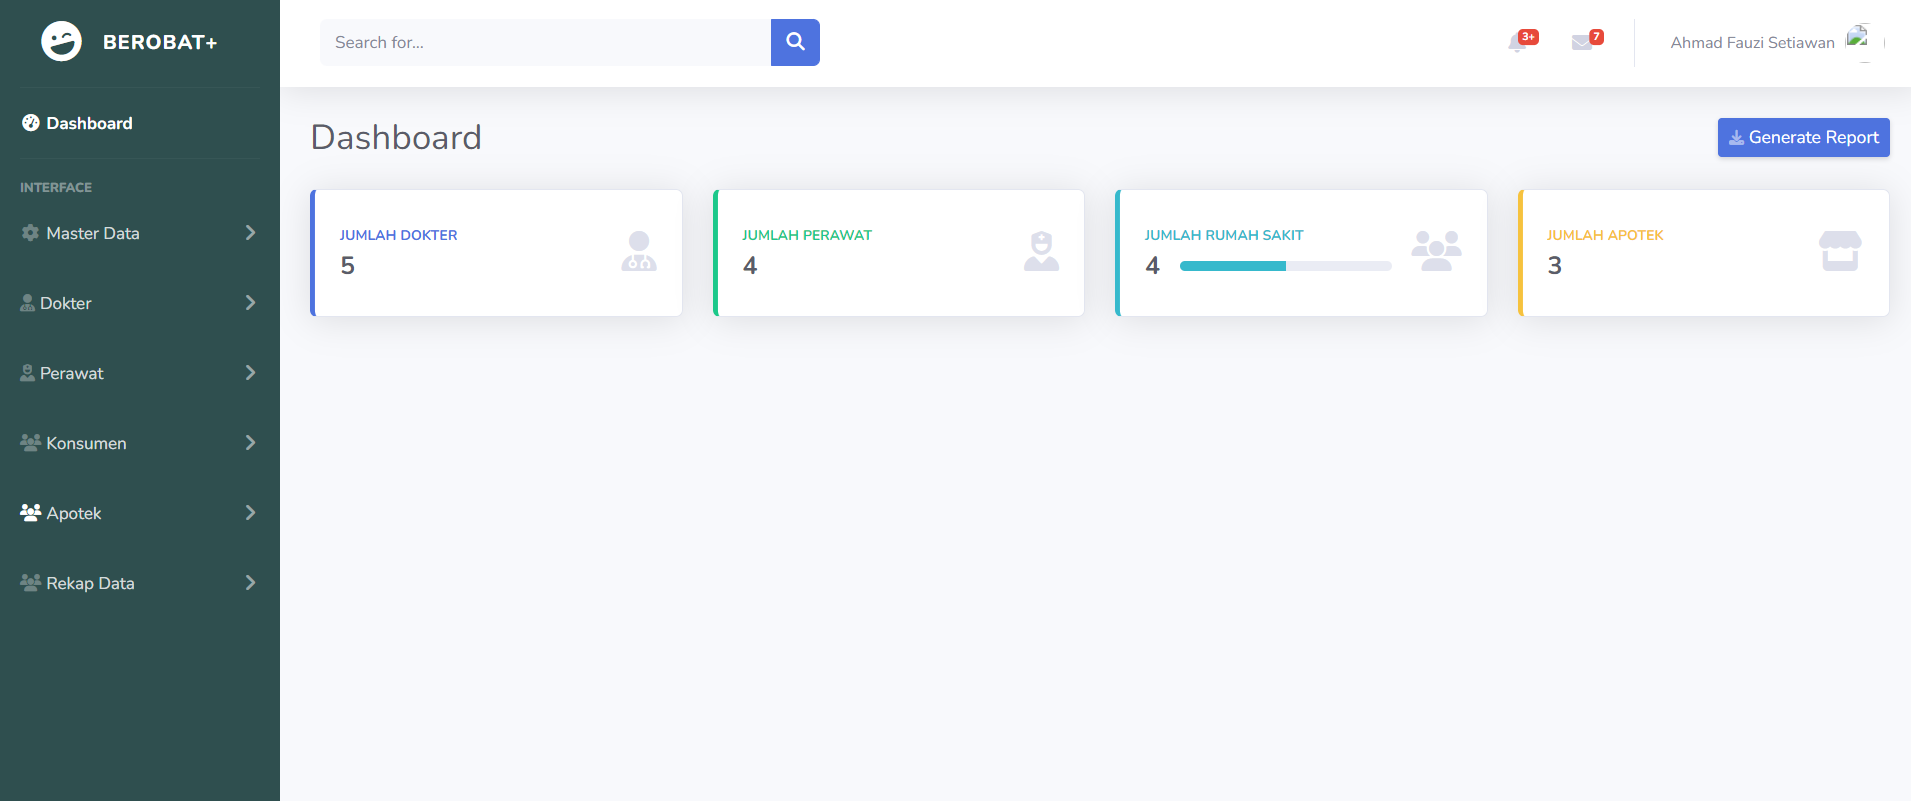 BEROBAT+
Search for...
3+
7
Ahmad Fauzi Setiawan
Dashboard
INTERFACE
Master Data
Dokter
Perawat
Konsumen
Apotek
Rekap Data
Dashboard
Generate Report
JUMLAH DOKTER
5
JUMLAH PERAWAT
4
JUMLAH RUMAH SAKIT
4
JUMLAH APOTEK
3